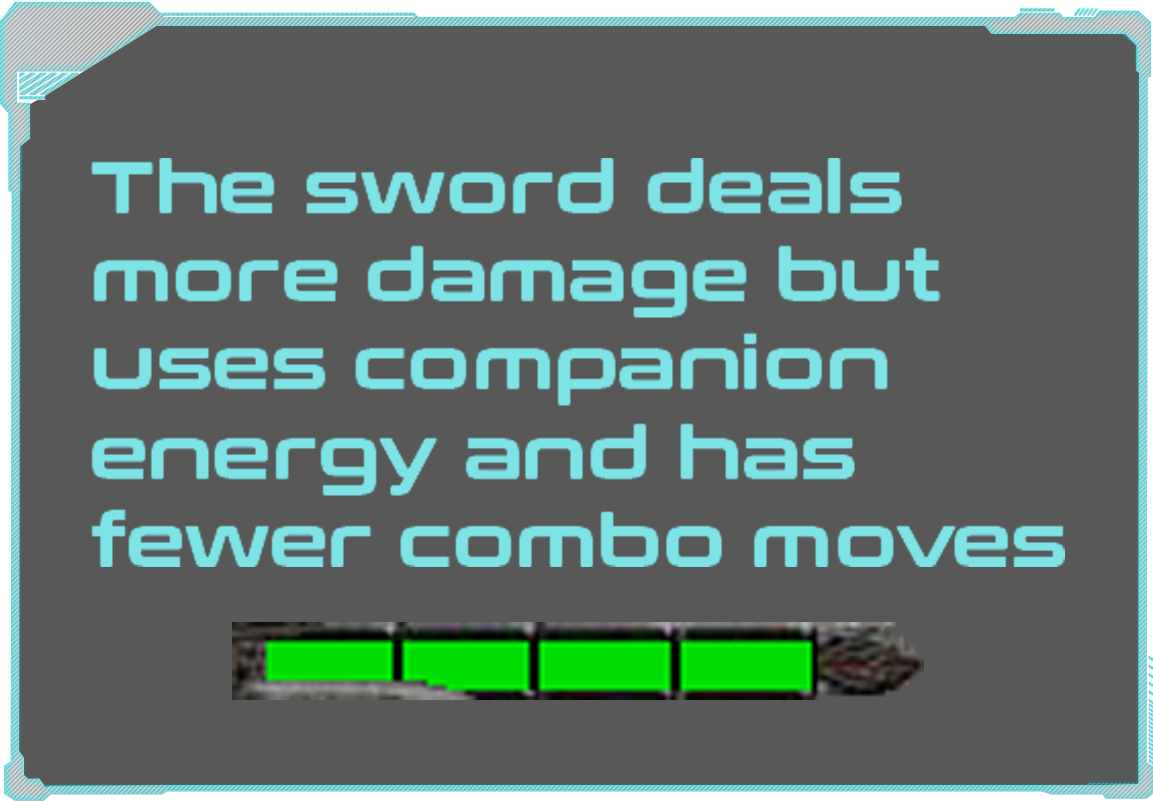 The sword deals
more damage but
uses companion
energy and has
fewer combo moves